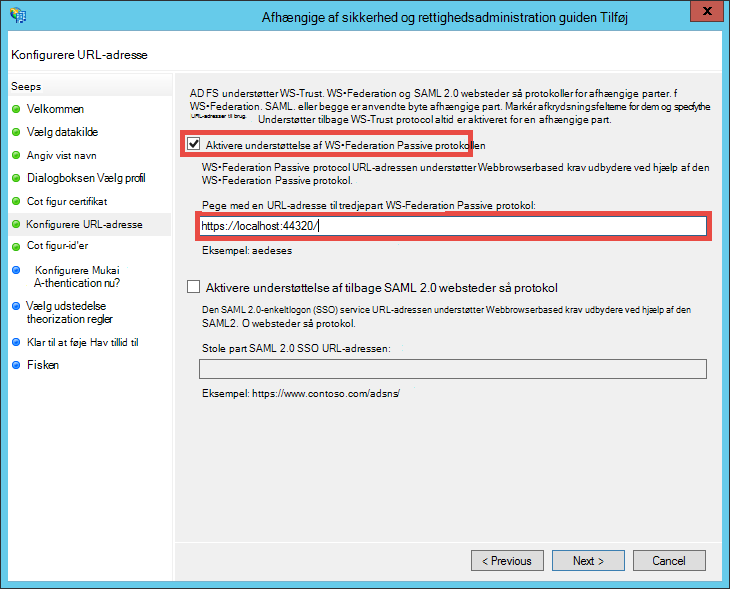 Afhængige af sikkerhed og rettighedsadministration guiden Tilføj
x
Konfigurere URL-adresse
Seeps
Velkommen
Vælg datakilde
Angiv vist navn
Dialogboksen Vælg profil
Cot figur certifikat
Konfigurere URL-adresse
Cot figur-id'er
Konfigurere Mukai
A-thentication nu?
Vælg udstedelse
theorization regler
Klar til at føje Hav tillid til
Fisken
AD FS understøtter WS-Trust. WS•Federation og SAML 2.0 websteder så protokoller for afhængige parter. f
WS•Federation. SAML. eller begge er anvendte byte afhængige part. Markér afkrydsningsfelterne for dem og specifythe
URL-adresser til brug. Understøtter tilbage WS-Trust protocol altid er aktiveret for en afhængig part.
Aktivere understøttelse af WS•Federation Passive protokollen
WS•Federation Passive protocol URL-adressen understøtter Webbrowserbased krav udbydere ved hjælp af den
WS•Federation Passive protokol.
Pege med en URL-adresse til tredjepart WS-Federation Passive protokol:
https://localhost:44320/
Eksempel: aedeses
Aktivere understøttelse af tilbage SAML 2.0 websteder så protokol
Den SAML 2.0-enkeltlogon (SSO) service URL-adressen understøtter Webbrowserbased krav udbydere ved hjælp af den
SAML2. O websteder så protokol.
Stole part SAML 2.0 SSO URL-adressen:
Eksempel: https://www.contoso.com/adsns/
< Previous
Next >
Cancel